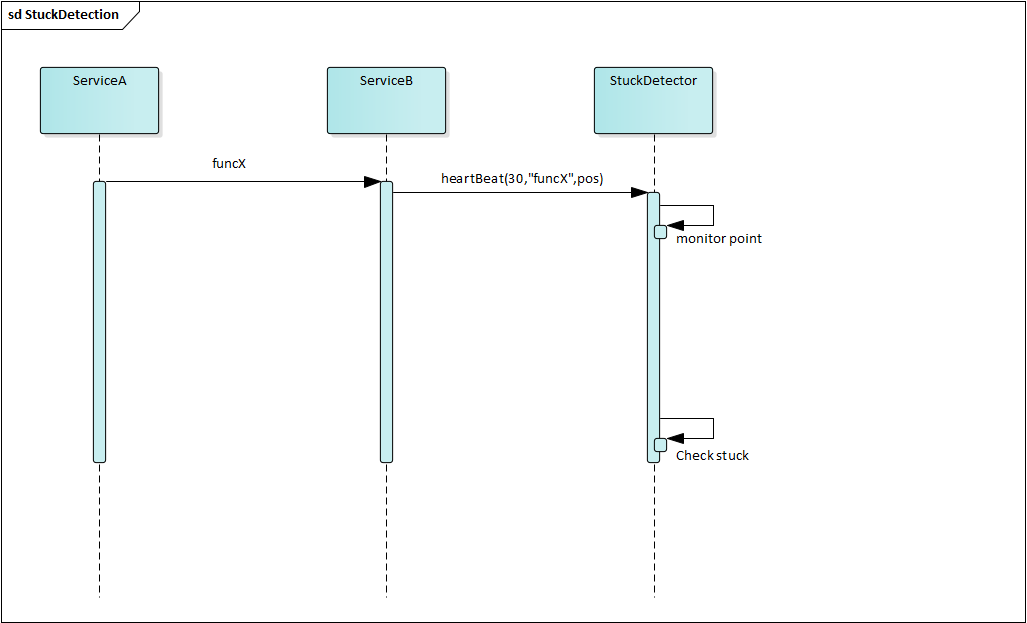 sd StuckDetection
ServiceA
ServiceB
StuckDetector
funcX
heartBeat(30,"funcX",pos)
monitor point
Check stuck